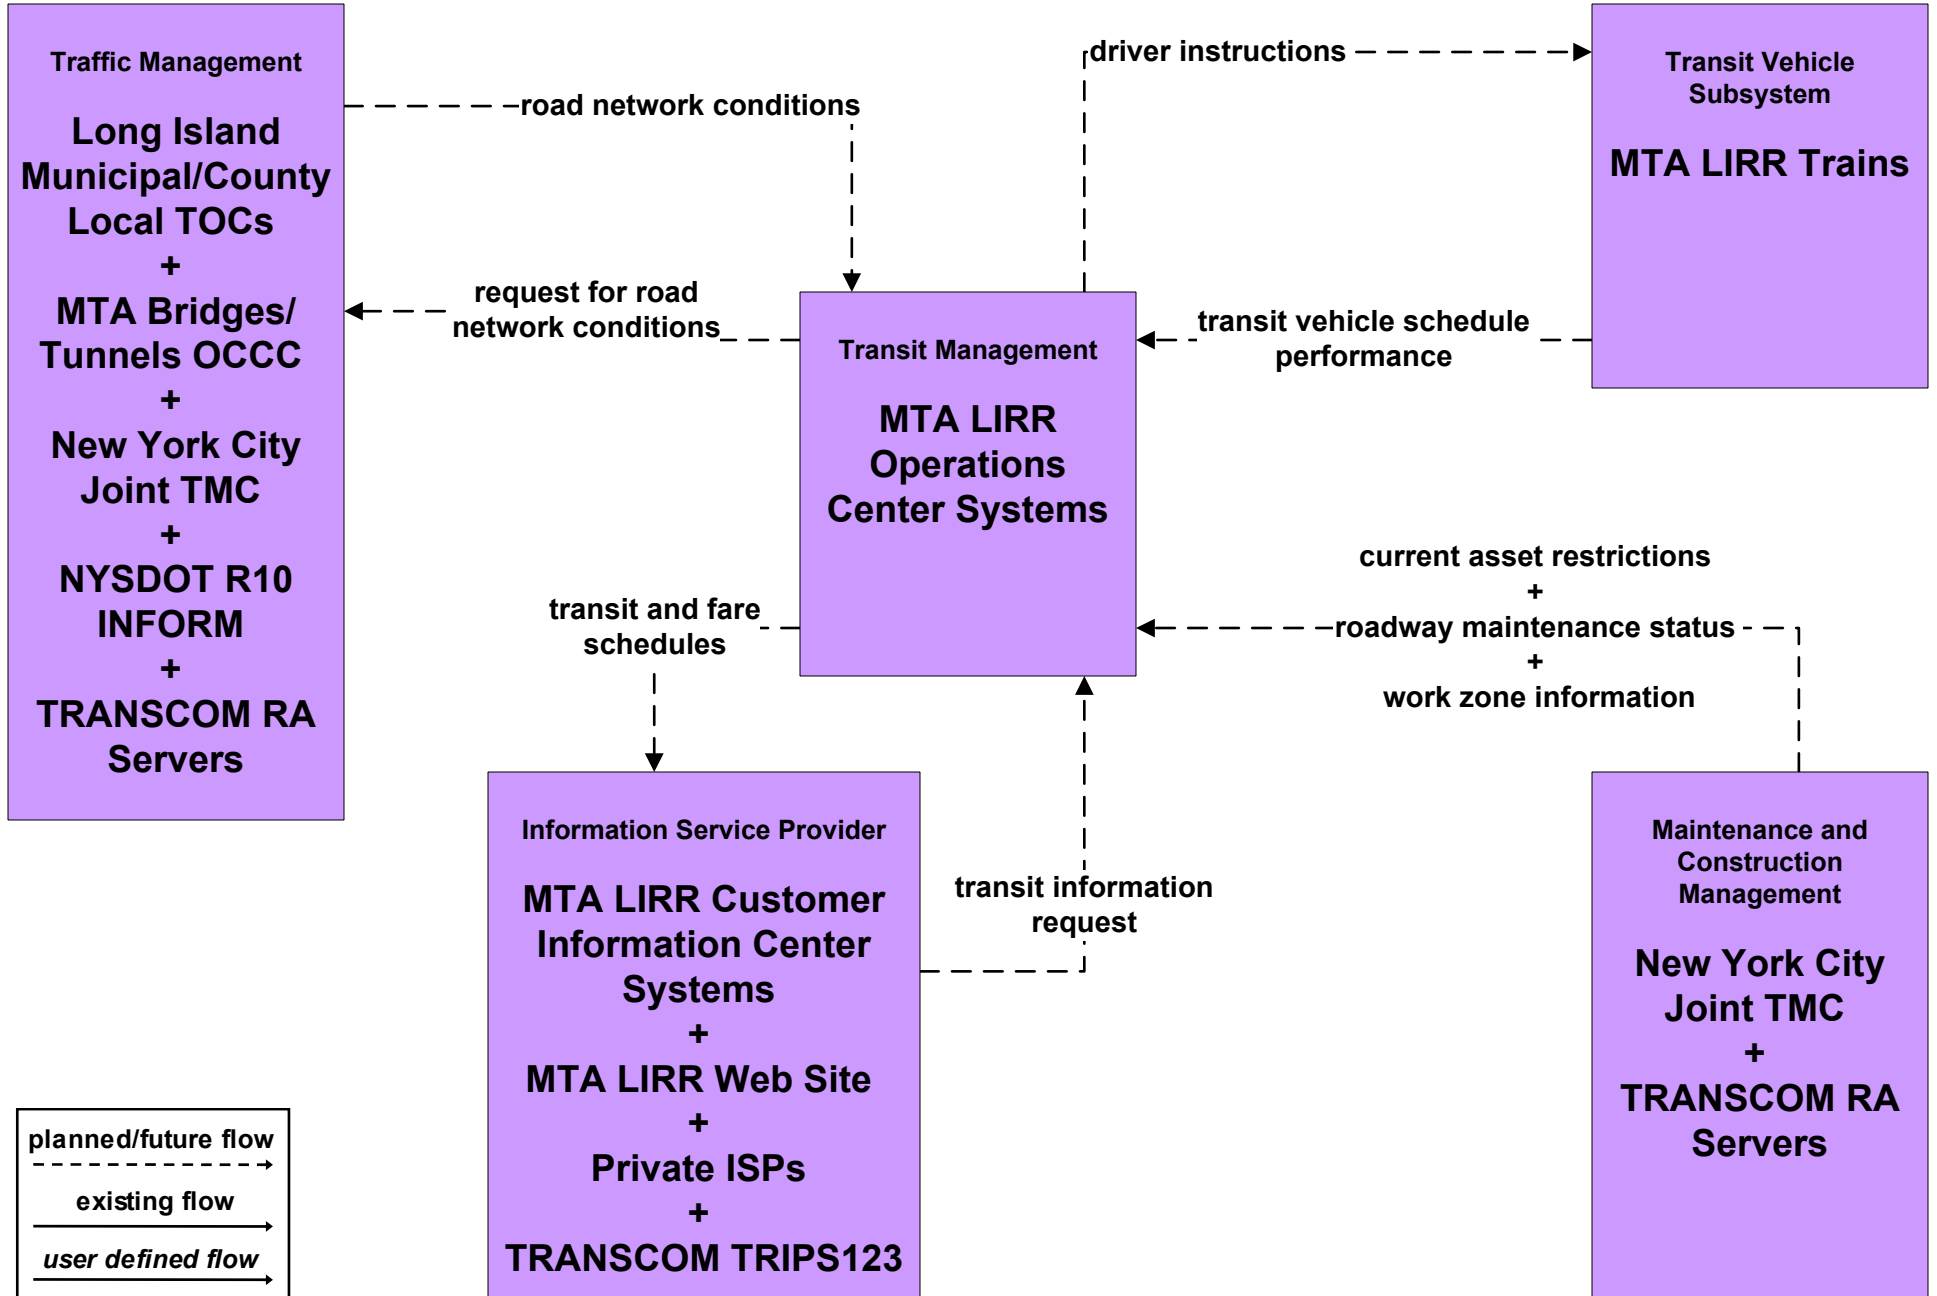 Traffic Management
Long Island
Municipal/County
Local TOCs
+
MTA Bridges/
Tunnels OCCC
+
New York City
Joint TMC
+
NYSDOT R10
INFORM
+
TRANSCOM RA
Servers
road network conditions
request for road
network conditions
driver instructions
Transit Vehicle
Subsystem
MTA LIRR Trains
transit vehicle schedule
performance
Transit Management
MTA LIRR
Operations
Center Systems
current asset restrictions
+
roadway maintenance status
+
work zone information
transit and fare
schedules
Information Service Provider
MTA LIRR Customer
Information Center
Systems
+
MTA LIRR Web Site
+
Private ISPs
+
TRANSCOM TRIPS123
transit information
request
Maintenance and
Construction
Management
New York City
Joint TMC
+
TRANSCOM RA
Servers
planned/future flow
existing flow
user defined flow